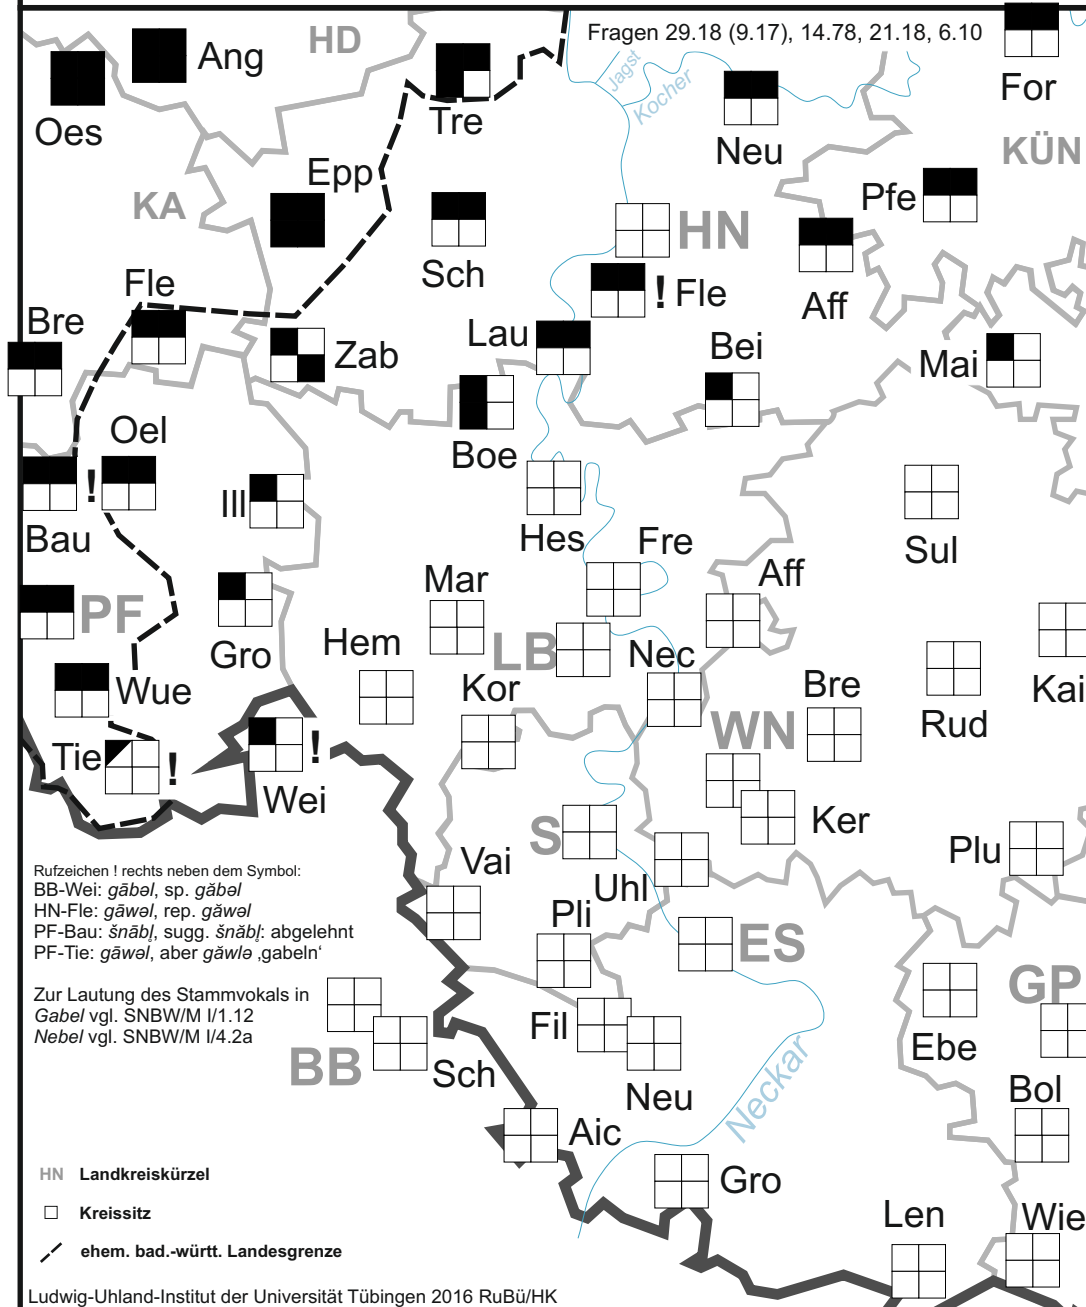 Fragen 29.18 (9.17), 14.78, 21.18, 6.10
HD
Ang
Oes
Tre
Jagst
Kocher
Neu
For
KÜN
Epp
KA
Pfe
HN
Sch
Aff
Fle
! Fle
Bre
Lau
Zab
Bei
Mai
Oel
Boe
!
Ill
Bau
Hes
Sul
Fre
Aff
Mar
PF
Gro
Hem
LB
Nec
Kai
Wue
Kor
Bre
Rud
WN
Tie
!
!
Wei
Ker
S
Plu
Vai
Uhl
Rufzeichen ! rechts neben dem Symbol:
BB-Wei: gābəl, sp. găbəl
HN-Fle: gāwəl, rep. găwəl
PF-Bau: šnābl̥, sugg. šnăbl̥: abgelehnt
PF-Tie: gāwəl, aber găwlə ‚gabeln‘
Pli
ES
Zur Lautung des Stammvokals in
Gabel vgl. SNBW/M I/1.12
Nebel vgl. SNBW/M I/4.2a
GP
Fil
Ebe
BB
Sch
Neu
Neckar
Bol
Aic
HN Landkreiskürzel
Gro
Kreissitz
Len
Wie
ehem. bad.-württ. Landesgrenze
Ludwig-Uhland-Institut der Universität Tübingen 2016 RuBü/HK